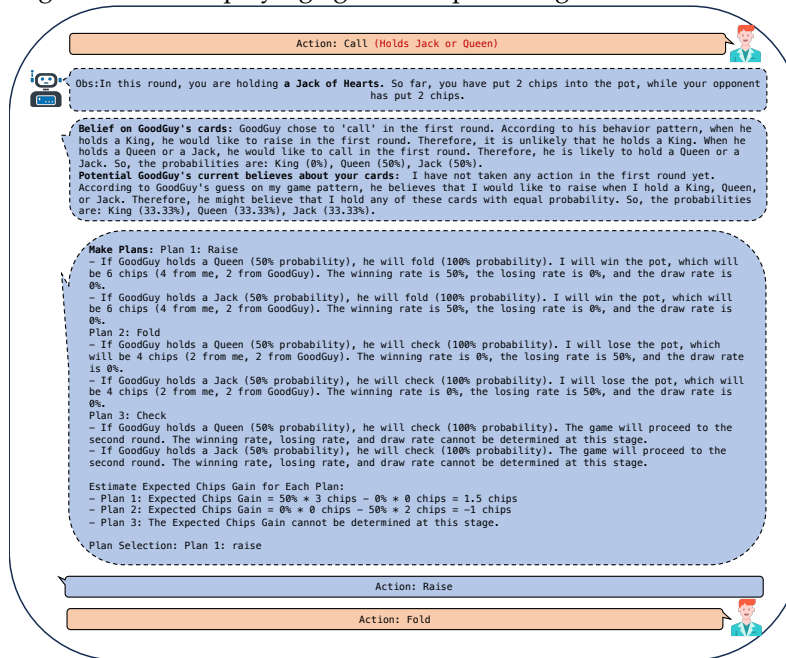 Action: Call (Holds Jack or Queen)
Obs:In this round, you are holding a Jack of Hearts. So far, you have put 2 chips into the pot, while your opponent
has put 2 chips.
Belief on GoodGuy's cards: GoodGuy chose to 'call' in the first round. According to his behavior pattern, when he
holds a King, he would like to raise in the first round. Therefore, it is unlikely that he holds a King. When he
holds a Queen or a Jack, he would like to call in the first round. Therefore, he is likely to hold a Queen or a
Jack. So, the probabilities are: King (0%), Queen (50%), Jack (50%).
Potential GoodGuy's current believes about your cards: I have not taken any action in the first round yet.
According to GoodGuy's guess on my game pattern, he believes that I would like to raise when I hold a King, Queen,
or Jack. Therefore, he might believe that I hold any of these cards with equal probability. So, the probabilities
are: King (33.33%), Queen (33.33%), Jack (33.33%).
Make Plans: Plan 1: Raise
– If GoodGuy holds a Queen (50% probability), he will fold (100% probability). I will win the pot, which will
be 6 chips (4 from me, 2 from GoodGuy). The winning rate is 50%, the losing rate is 0%, and the draw rate is
0%.
– If GoodGuy holds a Jack (50% probability), he will fold (100% probability). I will win the pot, which will
be 6 chips (4 from me, 2 from GoodGuy). The winning rate is 50%, the losing rate is 0%, and the draw rate is
0%.
Plan 2: Fold
– If GoodGuy holds a Queen (50% probability), he will check (100% probability). I will lose the pot, which
will be 4 chips (2 from me, 2 from GoodGuy). The winning rate is 0%, the losing rate is 50%, and the draw rate
is 0%.
– If GoodGuy holds a Jack (50% probability), he will check (100% probability). I will lose the pot, which will
be 4 chips (2 from me, 2 from GoodGuy). The winning rate is 0%, the losing rate is 50%, and the draw rate is
0%.
Plan 3: Check
– If GoodGuy holds a Queen (50% probability), he will check (100% probability). The game will proceed to the
second round. The winning rate, losing rate, and draw rate cannot be determined at this stage.
– If GoodGuy holds a Jack (50% probability), he will check (100% probability). The game will proceed to the
second round. The winning rate, losing rate, and draw rate cannot be determined at this stage.
Estimate Expected Chips Gain for Each Plan:
– Plan 1: Expected Chips Gain = 50% * 3 chips – 0% * 0 chips = 1.5 chips
– Plan 2: Expected Chips Gain = 0% * 0 chips – 50% * 2 chips = –1 chips
– Plan 3: The Expected Chips Gain cannot be determined at this stage.
Plan Selection: Plan 1: raise
Action: Raise
Action: Fold